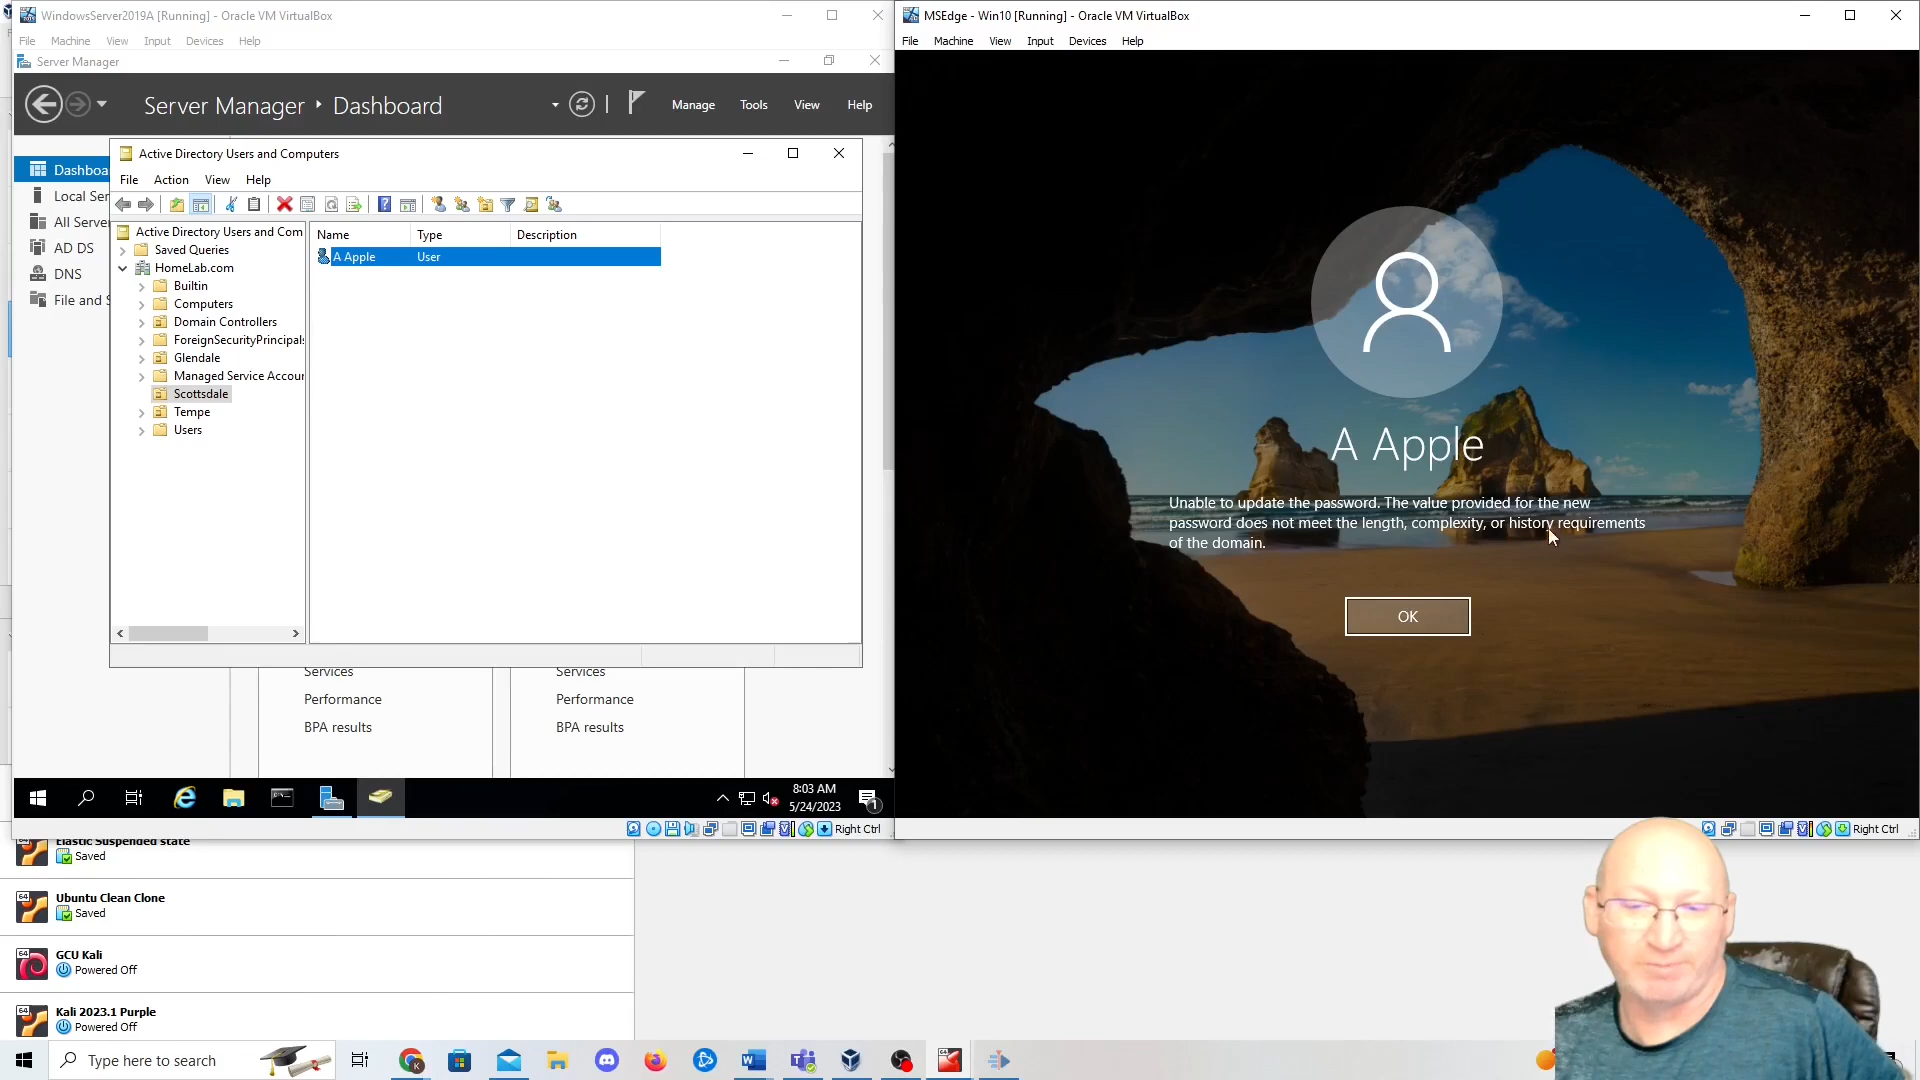 WindowsServer2019A [Running] - Oracle VM VirtualBox
File Machine View Input Devices Help
Server Manager
Server Manager ‣ Dashboard
Manage Tools View Help
Dashboa
Local Ser
All Server
AD DS
DNS
File and S
Active Directory Users and Computers
File Action View Help
Active Directory Users and Com
Saved Queries
HomeLab.com
Builtin
Computers
Domain Controllers
ForeignSecurityPrincipals
Glendale
Managed Service Accour
Scottsdale
Tempe
Users
Name Type Description
A Apple User
Services Services
Performance Performance
BPA results BPA results
8:03 AM
5/24/2023
1
Right Ctrl
MSEdge - Win10 [Running] - Oracle VM VirtualBox
File Machine View Input Devices Help
A Apple
Unable to update the password. The value provided for the new
password does not meet the length, complexity, or history requirements
of the domain.
OK
Right Ctrl
Elastic Suspended state
Saved
64
Ubuntu Clean Clone
Saved
64
GCU Kali
Powered Off
64
Kali 2023.1 Purple
Powered Off
Type here to search